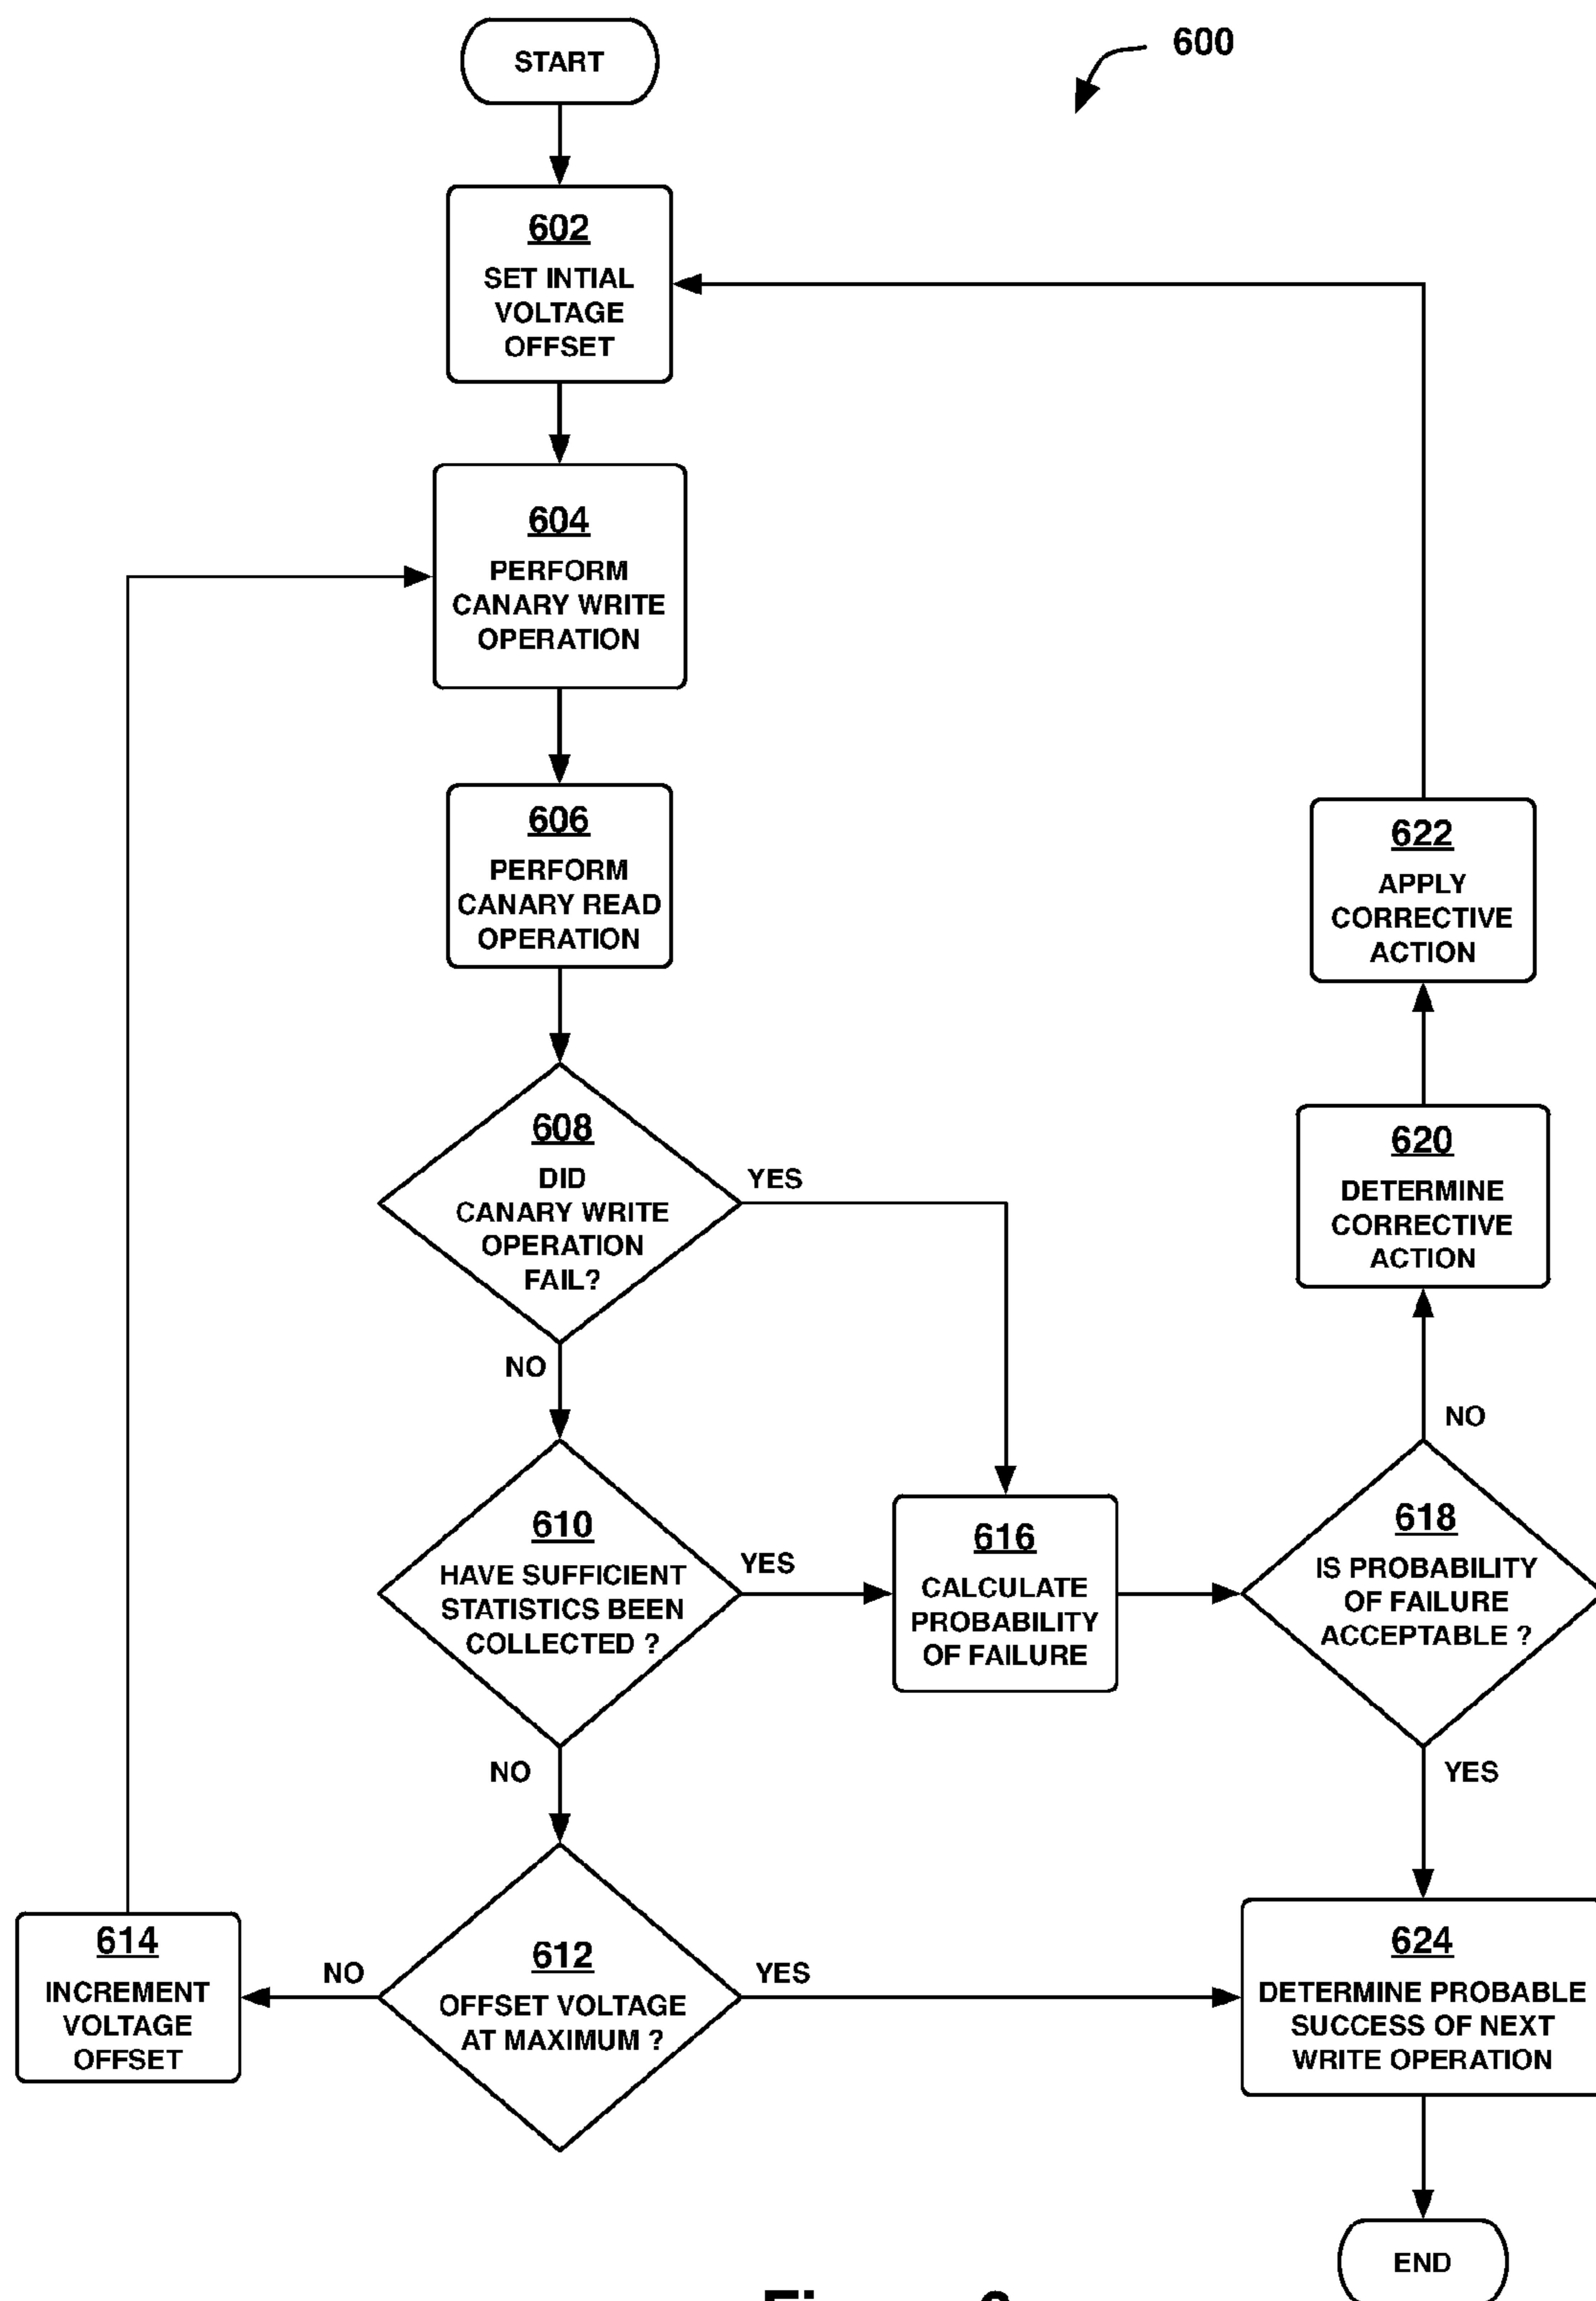 START
600
602
SET INTIAL
VOLTAGE
OFFSET
604
PERFORM
CANARY WRITE
OPERATION
606
PERFORM
CANARY READ
OPERATION
622
APPLY
CORRECTIVE
ACTION
608
DID
CANARY WRITE
OPERATION
FAIL?
YES
NO
620
DETERMINE
CORRECTIVE
ACTION
NO
610
HAVE SUFFICIENT
STATISTICS BEEN
COLLECTED ?
YES
NO
616
CALCULATE
PROBABILITY
OF FAILURE
618
IS PROBABILITY
OF FAILURE
ACCEPTABLE ?
YES
614
INCREMENT
VOLTAGE
OFFSET
NO
612
OFFSET VOLTAGE
AT MAXIMUM ?
YES
624
DETERMINE PROBABLE
SUCCESS OF NEXT
WRITE OPERATION
END